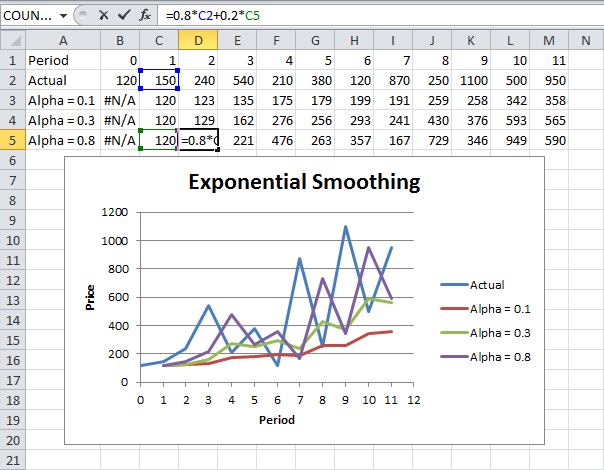 COUN... =0.8*C2+0.2*C5
A B C D E F G H I J K L M N
1 Period 0 1 2 3 4 5 6 7 8 9 10 11
2 Actual 120 150 240 540 210 380 120 870 250 1100 500 950
3 Alpha = 0.1 #N/A 120 123 135 175 179 199 191 259 258 342 358
4 Alpha = 0.3 #N/A 120 129 162 276 256 293 241 430 376 593 565
5 Alpha = 0.8 #N/A 120 =0.8*C 221 476 263 357 167 729 346 949 590
6
7
8
9
10
11
12
13
14
15
16
17
18
19
20
21
Exponential Smoothing
Price
1200
1000
800
600
400
200
0
0 1 2 3 4 5 6 7 8 9 10 11 12
Period
Actual
Alpha = 0.1
Alpha = 0.3
Alpha = 0.8